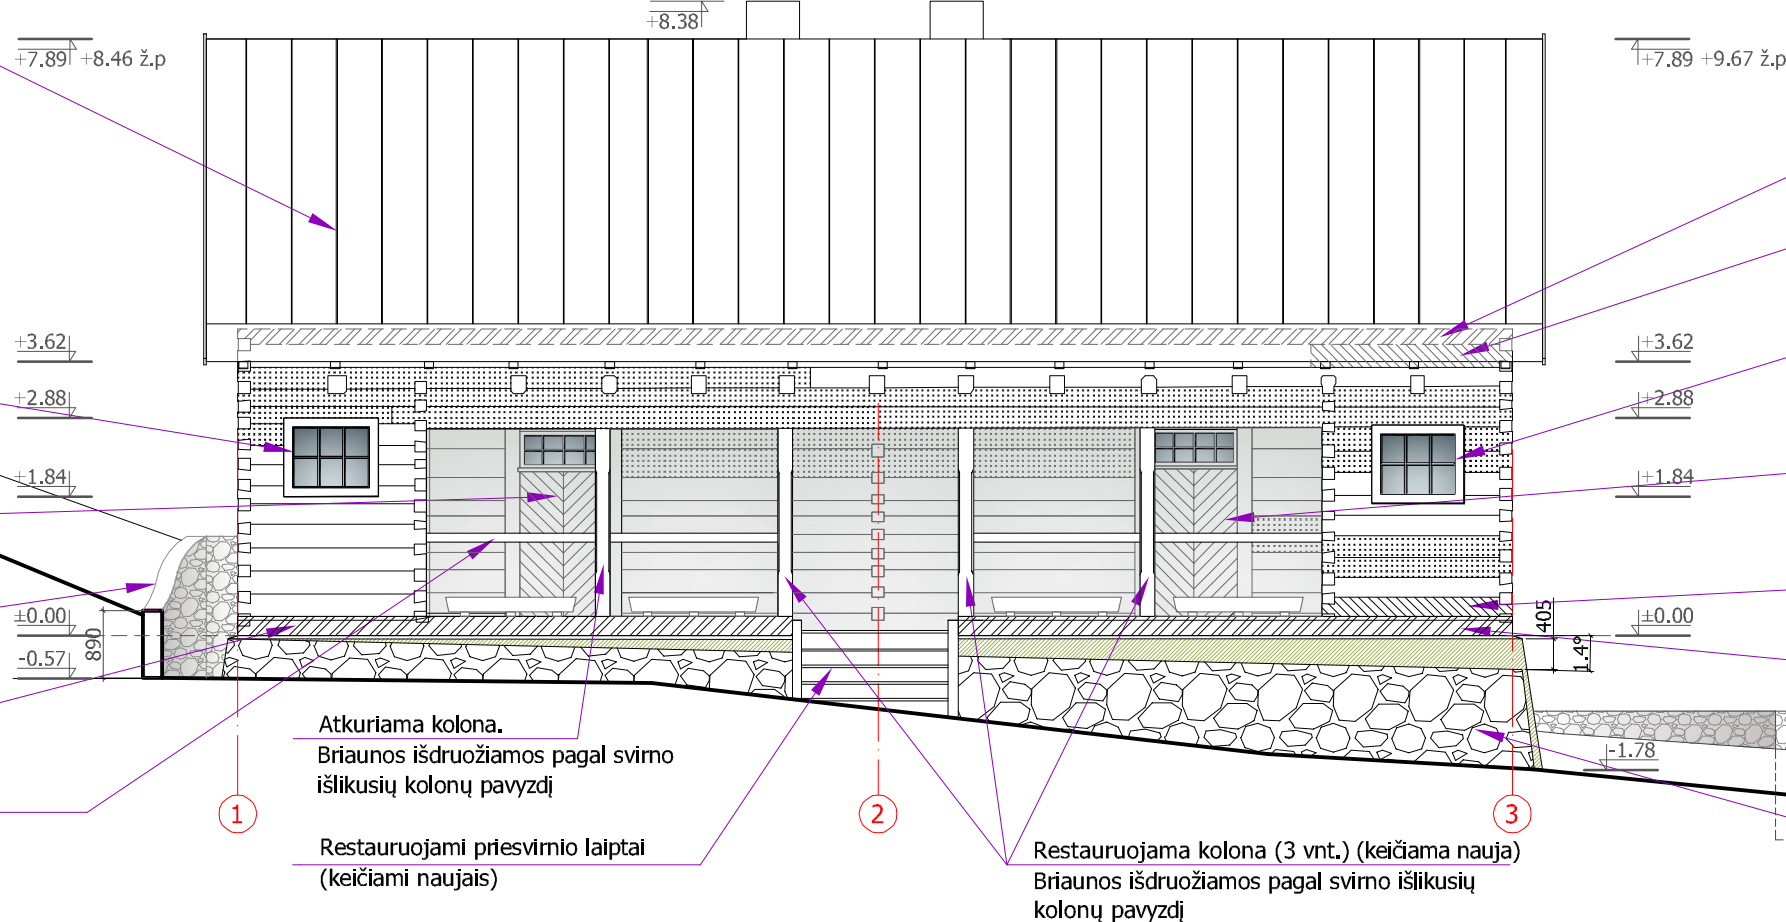 +8.38
+7.89 +8.46 ž.p
+7.89 +9.67 ž.p
+3.62
+3.62
+2.88
+2.88
+1.84
+1.84
±0.00
±0.00
890
405
1.4°
-0.57
-1.78
Atkuriama kolona.
Briaunos išdruožiamos pagal svirno
išlikusių kolonų pavyzdį
1
2
3
Restauruojami priesvirnio laiptai
(keičiami naujais)
Restauruojama kolona (3 vnt.) (keičiama nauja)
Briaunos išdruožiamos pagal svirno išlikusių
kolonų pavyzdį